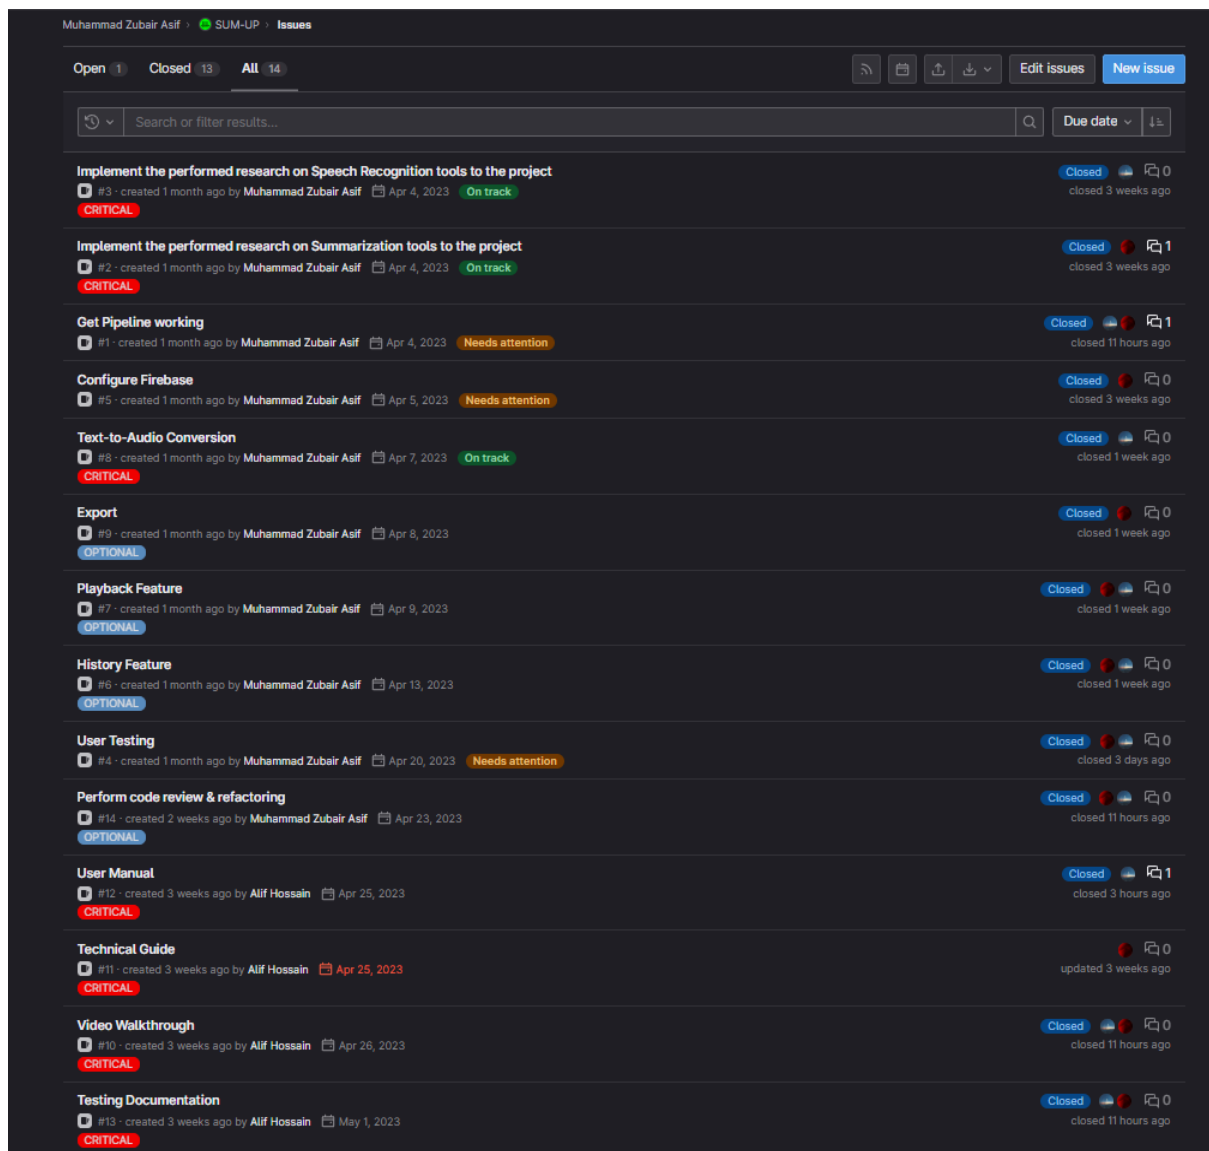 Muhammad Zubair Asif › SUM-UP › Issues
Open 1 Closed 13 All 14 Edit issues New issue
Search or filter results... Due date
Implement the performed research on Speech Recognition tools to the project Closed 0
#3 · created 1 month ago by Muhammad Zubair Asif Apr 4, 2023 On track closed 3 weeks ago
CRITICAL
Implement the performed research on Summarization tools to the project Closed 1
#2 · created 1 month ago by Muhammad Zubair Asif Apr 4, 2023 On track closed 3 weeks ago
CRITICAL
Get Pipeline working Closed 1
#1 · created 1 month ago by Muhammad Zubair Asif Apr 4, 2023 Needs attention closed 11 hours ago
Configure Firebase Closed 0
#5 · created 1 month ago by Muhammad Zubair Asif Apr 5, 2023 Needs attention closed 3 weeks ago
Text-to-Audio Conversion Closed 0
#8 · created 1 month ago by Muhammad Zubair Asif Apr 7, 2023 On track closed 1 week ago
CRITICAL
Export Closed 0
#9 · created 1 month ago by Muhammad Zubair Asif Apr 8, 2023 closed 1 week ago
OPTIONAL
Playback Feature Closed 0
#7 · created 1 month ago by Muhammad Zubair Asif Apr 9, 2023 closed 1 week ago
OPTIONAL
History Feature Closed 0
#6 · created 1 month ago by Muhammad Zubair Asif Apr 13, 2023 closed 1 week ago
OPTIONAL
User Testing Closed 0
#4 · created 1 month ago by Muhammad Zubair Asif Apr 20, 2023 Needs attention closed 3 days ago
Perform code review & refactoring Closed 0
#14 · created 2 weeks ago by Muhammad Zubair Asif Apr 23, 2023 closed 11 hours ago
OPTIONAL
User Manual Closed 1
#12 · created 3 weeks ago by Alif Hossain Apr 25, 2023 closed 3 hours ago
CRITICAL
Technical Guide 0
#11 · created 3 weeks ago by Alif Hossain Apr 25, 2023 updated 3 weeks ago
CRITICAL
Video Walkthrough Closed 0
#10 · created 3 weeks ago by Alif Hossain Apr 26, 2023 closed 11 hours ago
CRITICAL
Testing Documentation Closed 0
#13 · created 3 weeks ago by Alif Hossain May 1, 2023 closed 11 hours ago
CRITICAL